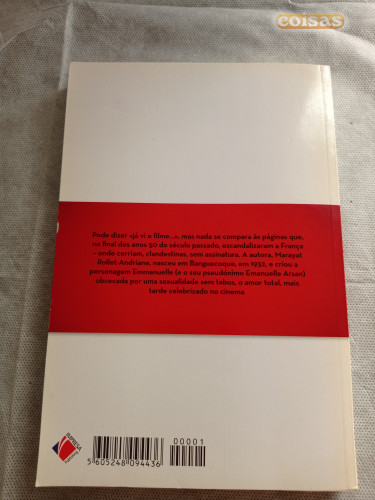 coisas
Pode dizer «já vi o filme...», mas nada se compara às páginas que,
no final dos anos 50 do século passado, escandalizaram a França
– onde corriam, clandestinas, sem assinatura. A autora, Marayat
Rollet Andriane, nasceu em Banguecoque, em 1932, e criou a
personagem Emmanuelle (e o seu pseudónimo Emanuelle Arsan)
obcecada por uma sexualidade sem tabos, o amor total, mais
tarde celebrizado no cinema
00001
5 605248 094436
IMPRESA